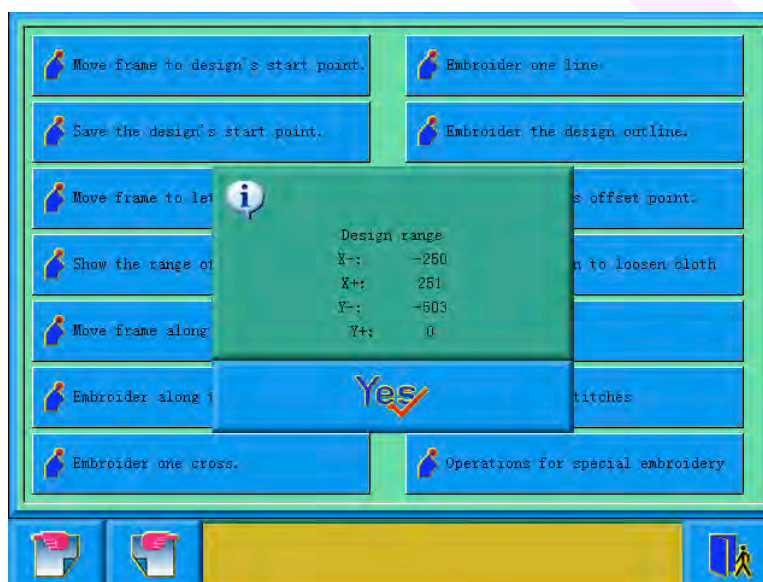 Move frame to design's start point.
Embroider one line
Save the design's start point.
Embroider the design outline.
Move frame to let
s offset point.
Show the range of
n to loosen cloth
Move frame along
Embroider along
titches
Embroider one cross.
Operations for special embroidery
Design range
X-: -250
X+: 251
Y-: -503
Y+: 0
Yes